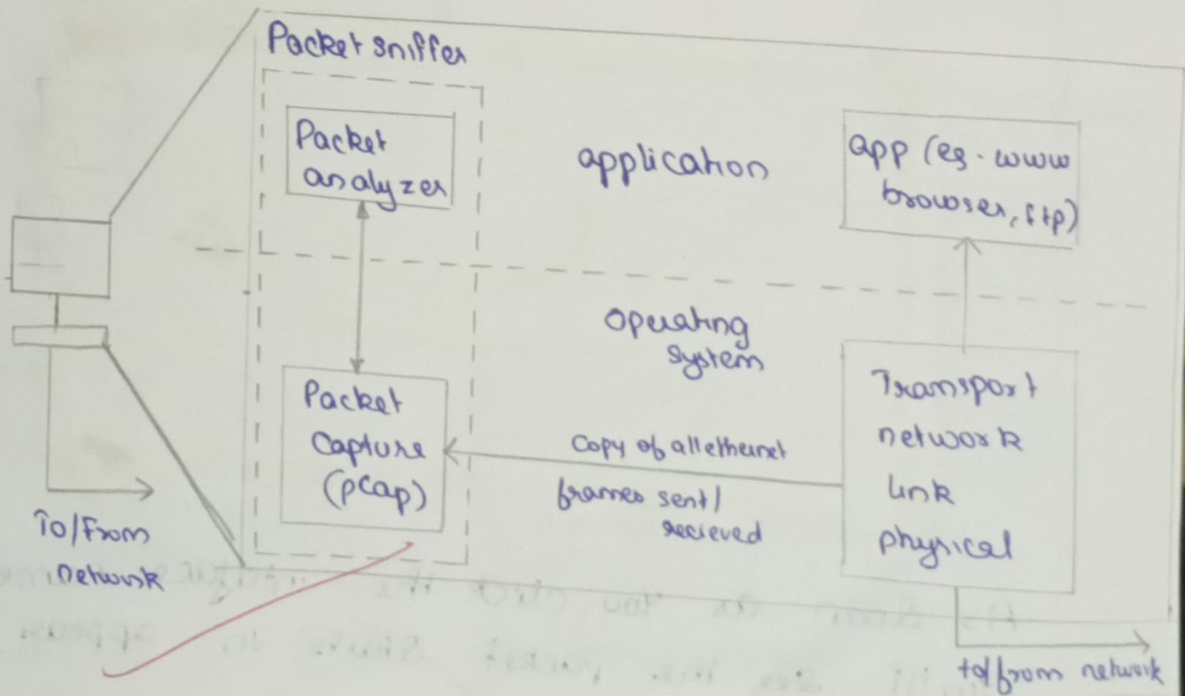 Packet sniffer
Packet
analyzer
application
app (eg. www
browser, ftp)
operating
system
Packet
Capture
(pcap)
Copy of all ethernet
frames sent/
recieved
Transport
network
link
physical
To/From
network
to/from network